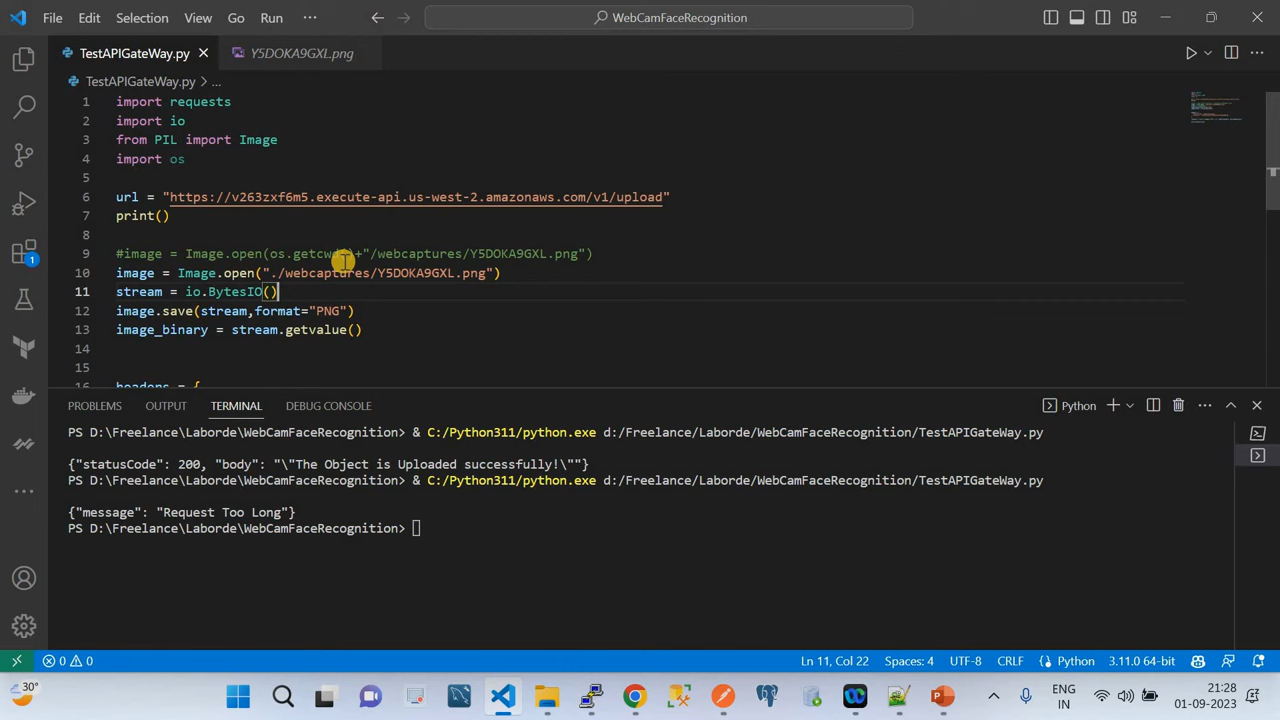 File Edit Selection View Go Run ··· WebCamFaceRecognition
TestAPIGateWay.py Y5DOKA9GXL.png
TestAPIGateWay.py > ...
1 import requests
2 import io
3 from PIL import Image
4 import os
5
6 url = "https://v263zxf6m5.execute-api.us-west-2.amazonaws.com/v1/upload"
7 print()
8
9 #image = Image.open(os.getcwd()+"/webcaptures/Y5DOKA9GXL.png")
10 image = Image.open("./webcaptures/Y5DOKA9GXL.png")
11 stream = io.BytesIO()
12 image.save(stream,format="PNG")
13 image_binary = stream.getvalue()
14
15
16 headers = {
1
PROBLEMS OUTPUT TERMINAL DEBUG CONSOLE Python
PS D:\Freelance\Laborde\WebCamFaceRecognition> & C:/Python311/python.exe d:/Freelance/Laborde/WebCamFaceRecognition/TestAPIGateWay.py
{"statusCode": 200, "body": "\"The Object is Uploaded successfully!\""}
PS D:\Freelance\Laborde\WebCamFaceRecognition> & C:/Python311/python.exe d:/Freelance/Laborde/WebCamFaceRecognition/TestAPIGateWay.py
{"message": "Request Too Long"}
PS D:\Freelance\Laborde\WebCamFaceRecognition>
0 0 Ln 11, Col 22 Spaces: 4 UTF-8 CRLF Python 3.11.0 64-bit
30° ENG 21:28
IN 01-09-2023